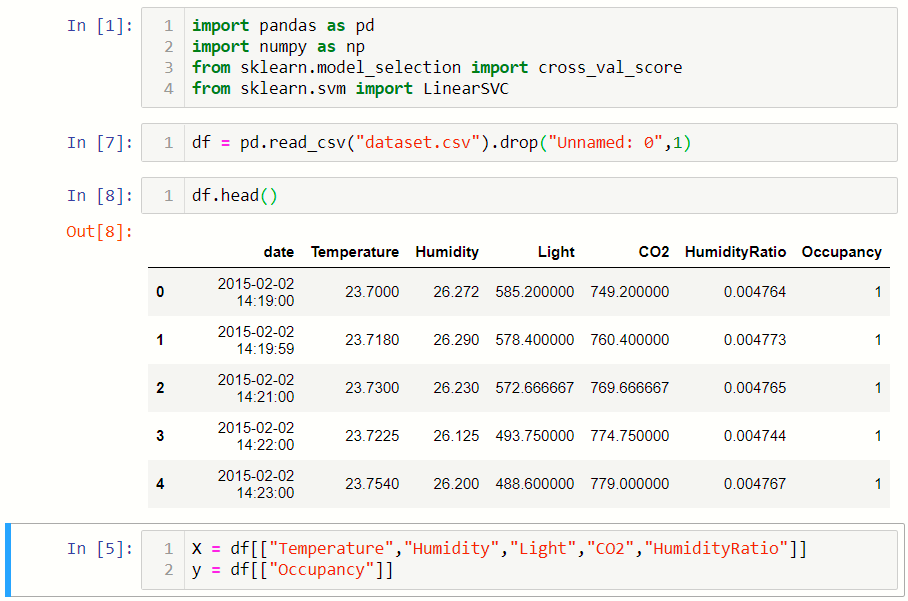 In [1]:
1 import pandas as pd
2 import numpy as np
3 from sklearn.model_selection import cross_val_score
4 from sklearn.svm import LinearSVC
In [7]:
1 df = pd.read_csv("dataset.csv").drop("Unnamed: 0",1)
In [8]:
1 df.head()
Out[8]:
date Temperature Humidity Light CO2 HumidityRatio Occupancy
0 2015-02-02 14:19:00 23.7000 26.272 585.200000 749.200000 0.004764 1
1 2015-02-02 14:19:59 23.7180 26.290 578.400000 760.400000 0.004773 1
2 2015-02-02 14:21:00 23.7300 26.230 572.666667 769.666667 0.004765 1
3 2015-02-02 14:22:00 23.7225 26.125 493.750000 774.750000 0.004744 1
4 2015-02-02 14:23:00 23.7540 26.200 488.600000 779.000000 0.004767 1
In [5]:
1 X = df[["Temperature","Humidity","Light","CO2","HumidityRatio"]]
2 y = df[["Occupancy"]]